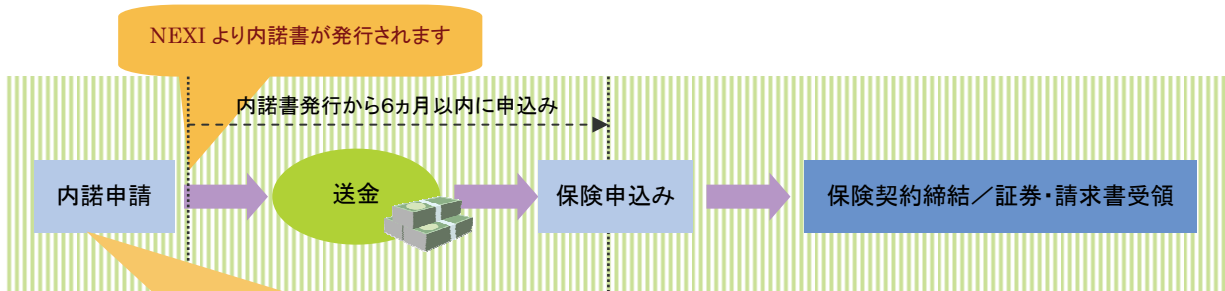 NEXI より内諾書が発行されます
内諾書発行から6ヵ月以内に申込み
内諾申請
送金
保険申込み
保険契約締結／証券・請求書受領